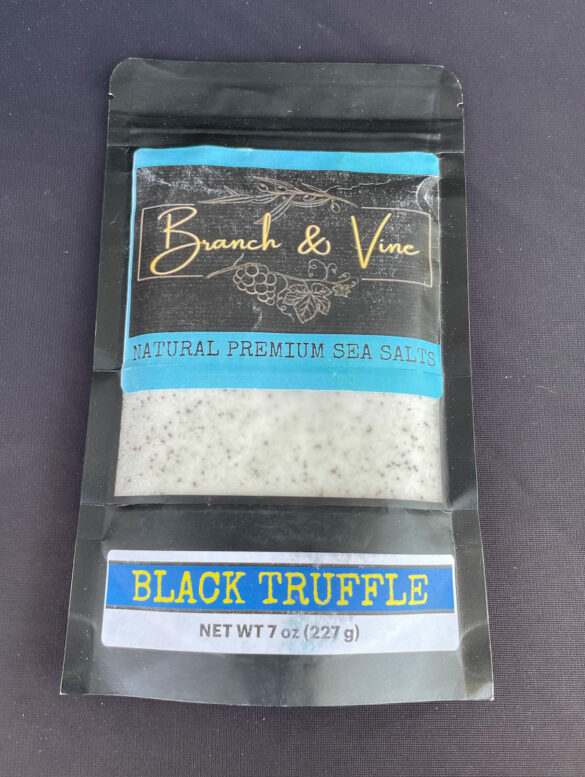 Branch & Vine
NATURAL PREMIUM SEA SALTS
BLACK TRUFFLE
NET WT 7 oz (227 g)